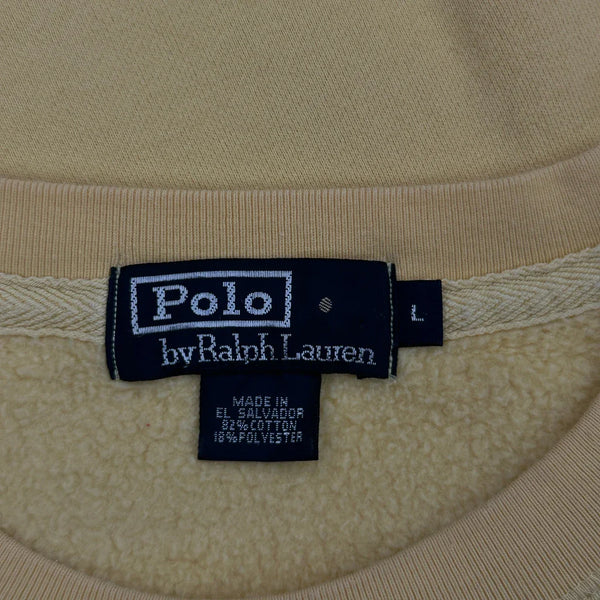 Polo
by Ralph Lauren
L
MADE IN
EL SALVADOR
82% COTTON
18% POLYESTER